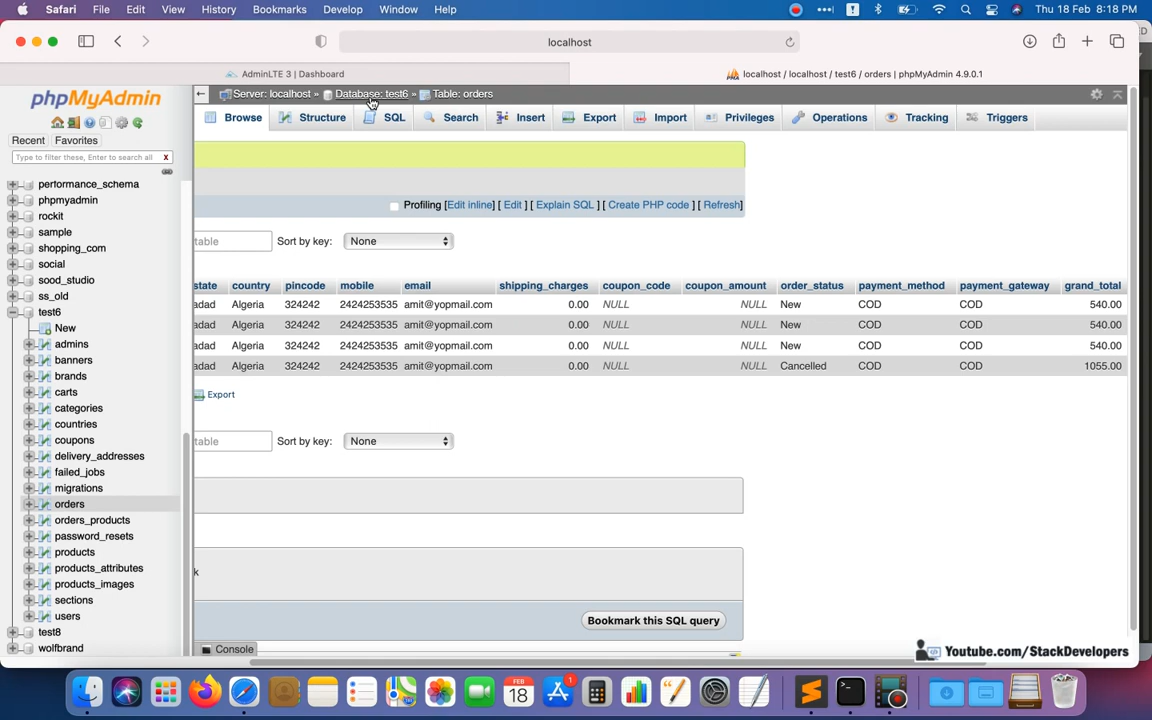 Safari File Edit View History Bookmarks Develop Window Help Thu 18 Feb 8:18 PM
localhost
AdminLTE 3 | Dashboard
localhost / localhost / test6 / orders | phpMyAdmin 4.9.0.1
phpMyAdmin
Server: localhost » Database: test6 » Table: orders
Browse Structure SQL Search Insert Export Import Privileges Operations Tracking Triggers
Recent Favorites
Type to filter these, Enter to search all X
performance_schema
phpmyadmin
rockit
sample
shopping_com
social
sood_studio
ss_old
test6
New
admins
banners
brands
carts
categories
countries
coupons
delivery_addresses
failed_jobs
migrations
orders
orders_products
password_resets
products
products_attributes
products_images
sections
users
test8
wolfbrand
Profiling [Edit inline] [ Edit ] [ Explain SQL ] [ Create PHP code ] [ Refresh]
table Sort by key: None
state country pincode mobile email shipping_charges coupon_code coupon_amount order_status payment_method payment_gateway grand_total
adad Algeria 324242 2424253535 amit@yopmail.com 0.00 NULL NULL New COD COD 540.00
adad Algeria 324242 2424253535 amit@yopmail.com 0.00 NULL NULL New COD COD 540.00
adad Algeria 324242 2424253535 amit@yopmail.com 0.00 NULL NULL New COD COD 540.00
adad Algeria 324242 2424253535 amit@yopmail.com 0.00 NULL NULL Cancelled COD COD 1055.00
Export
table Sort by key: None
k
Bookmark this SQL query
Console
Youtube.com/StackDevelopers
FEB
18
1